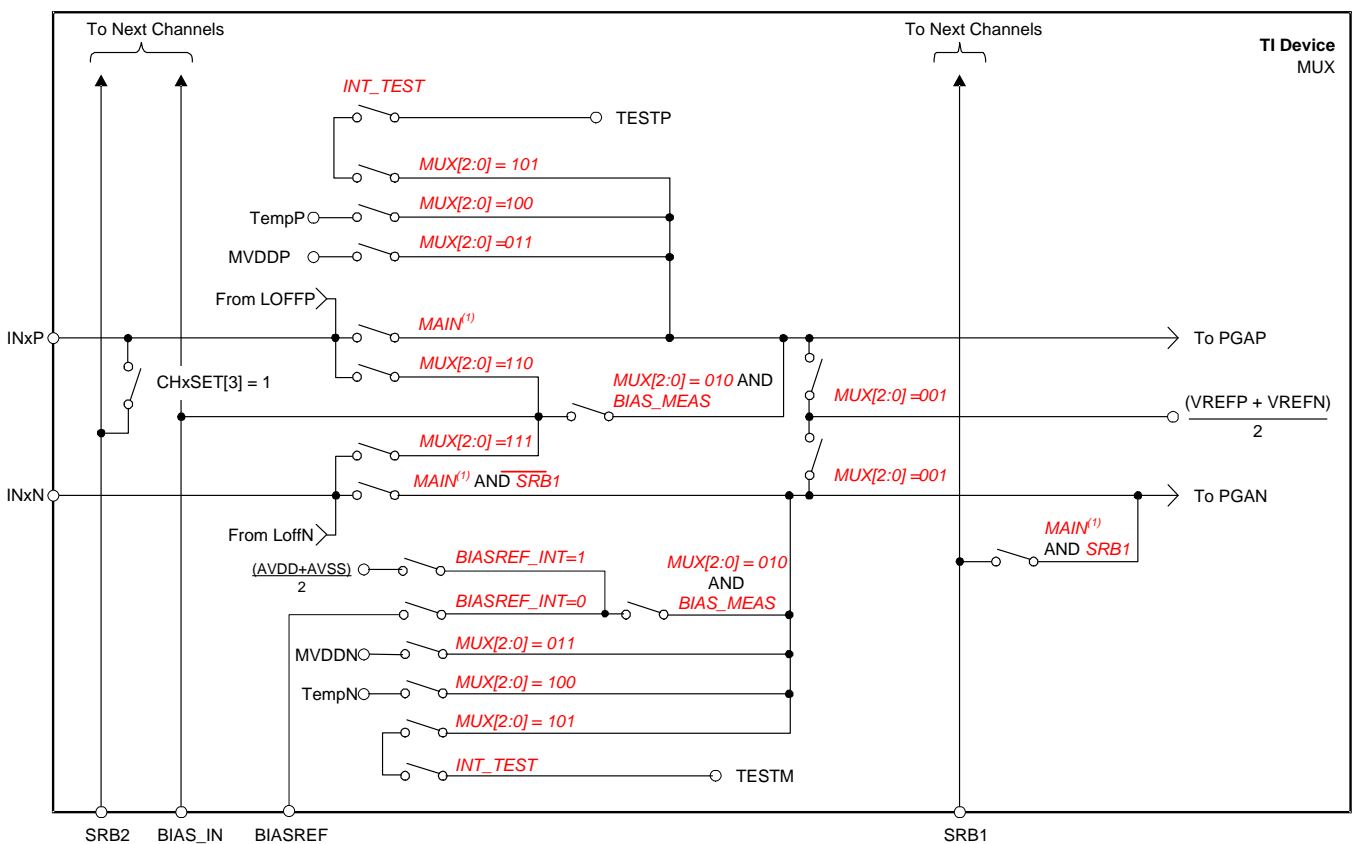 To Next Channels
To Next Channels
TI Device
MUX
INT_TEST
TESTP
MUX[2:0] = 101
TempP
MUX[2:0] =100
MVDDP
MUX[2:0] =011
From LOFFP
MAIN(1)
INxP
To PGAP
MUX[2:0] =110
CHxSET[3] = 1
MUX[2:0] = 010 AND
BIAS_MEAS
MUX[2:0] =001
(VREFP + VREFN)
2
MUX[2:0] =111
MUX[2:0] =001
MAIN(1) AND SRB1
INxN
To PGAN
From LoffN
MAIN(1)
AND SRB1
BIASREF_INT=1
(AVDD+AVSS)
2
MUX[2:0] = 010
AND
BIAS_MEAS
BIASREF_INT=0
MVDDN
MUX[2:0] = 011
TempN
MUX[2:0] = 100
MUX[2:0] = 101
INT_TEST
TESTM
SRB2
BIAS_IN
BIASREF
SRB1